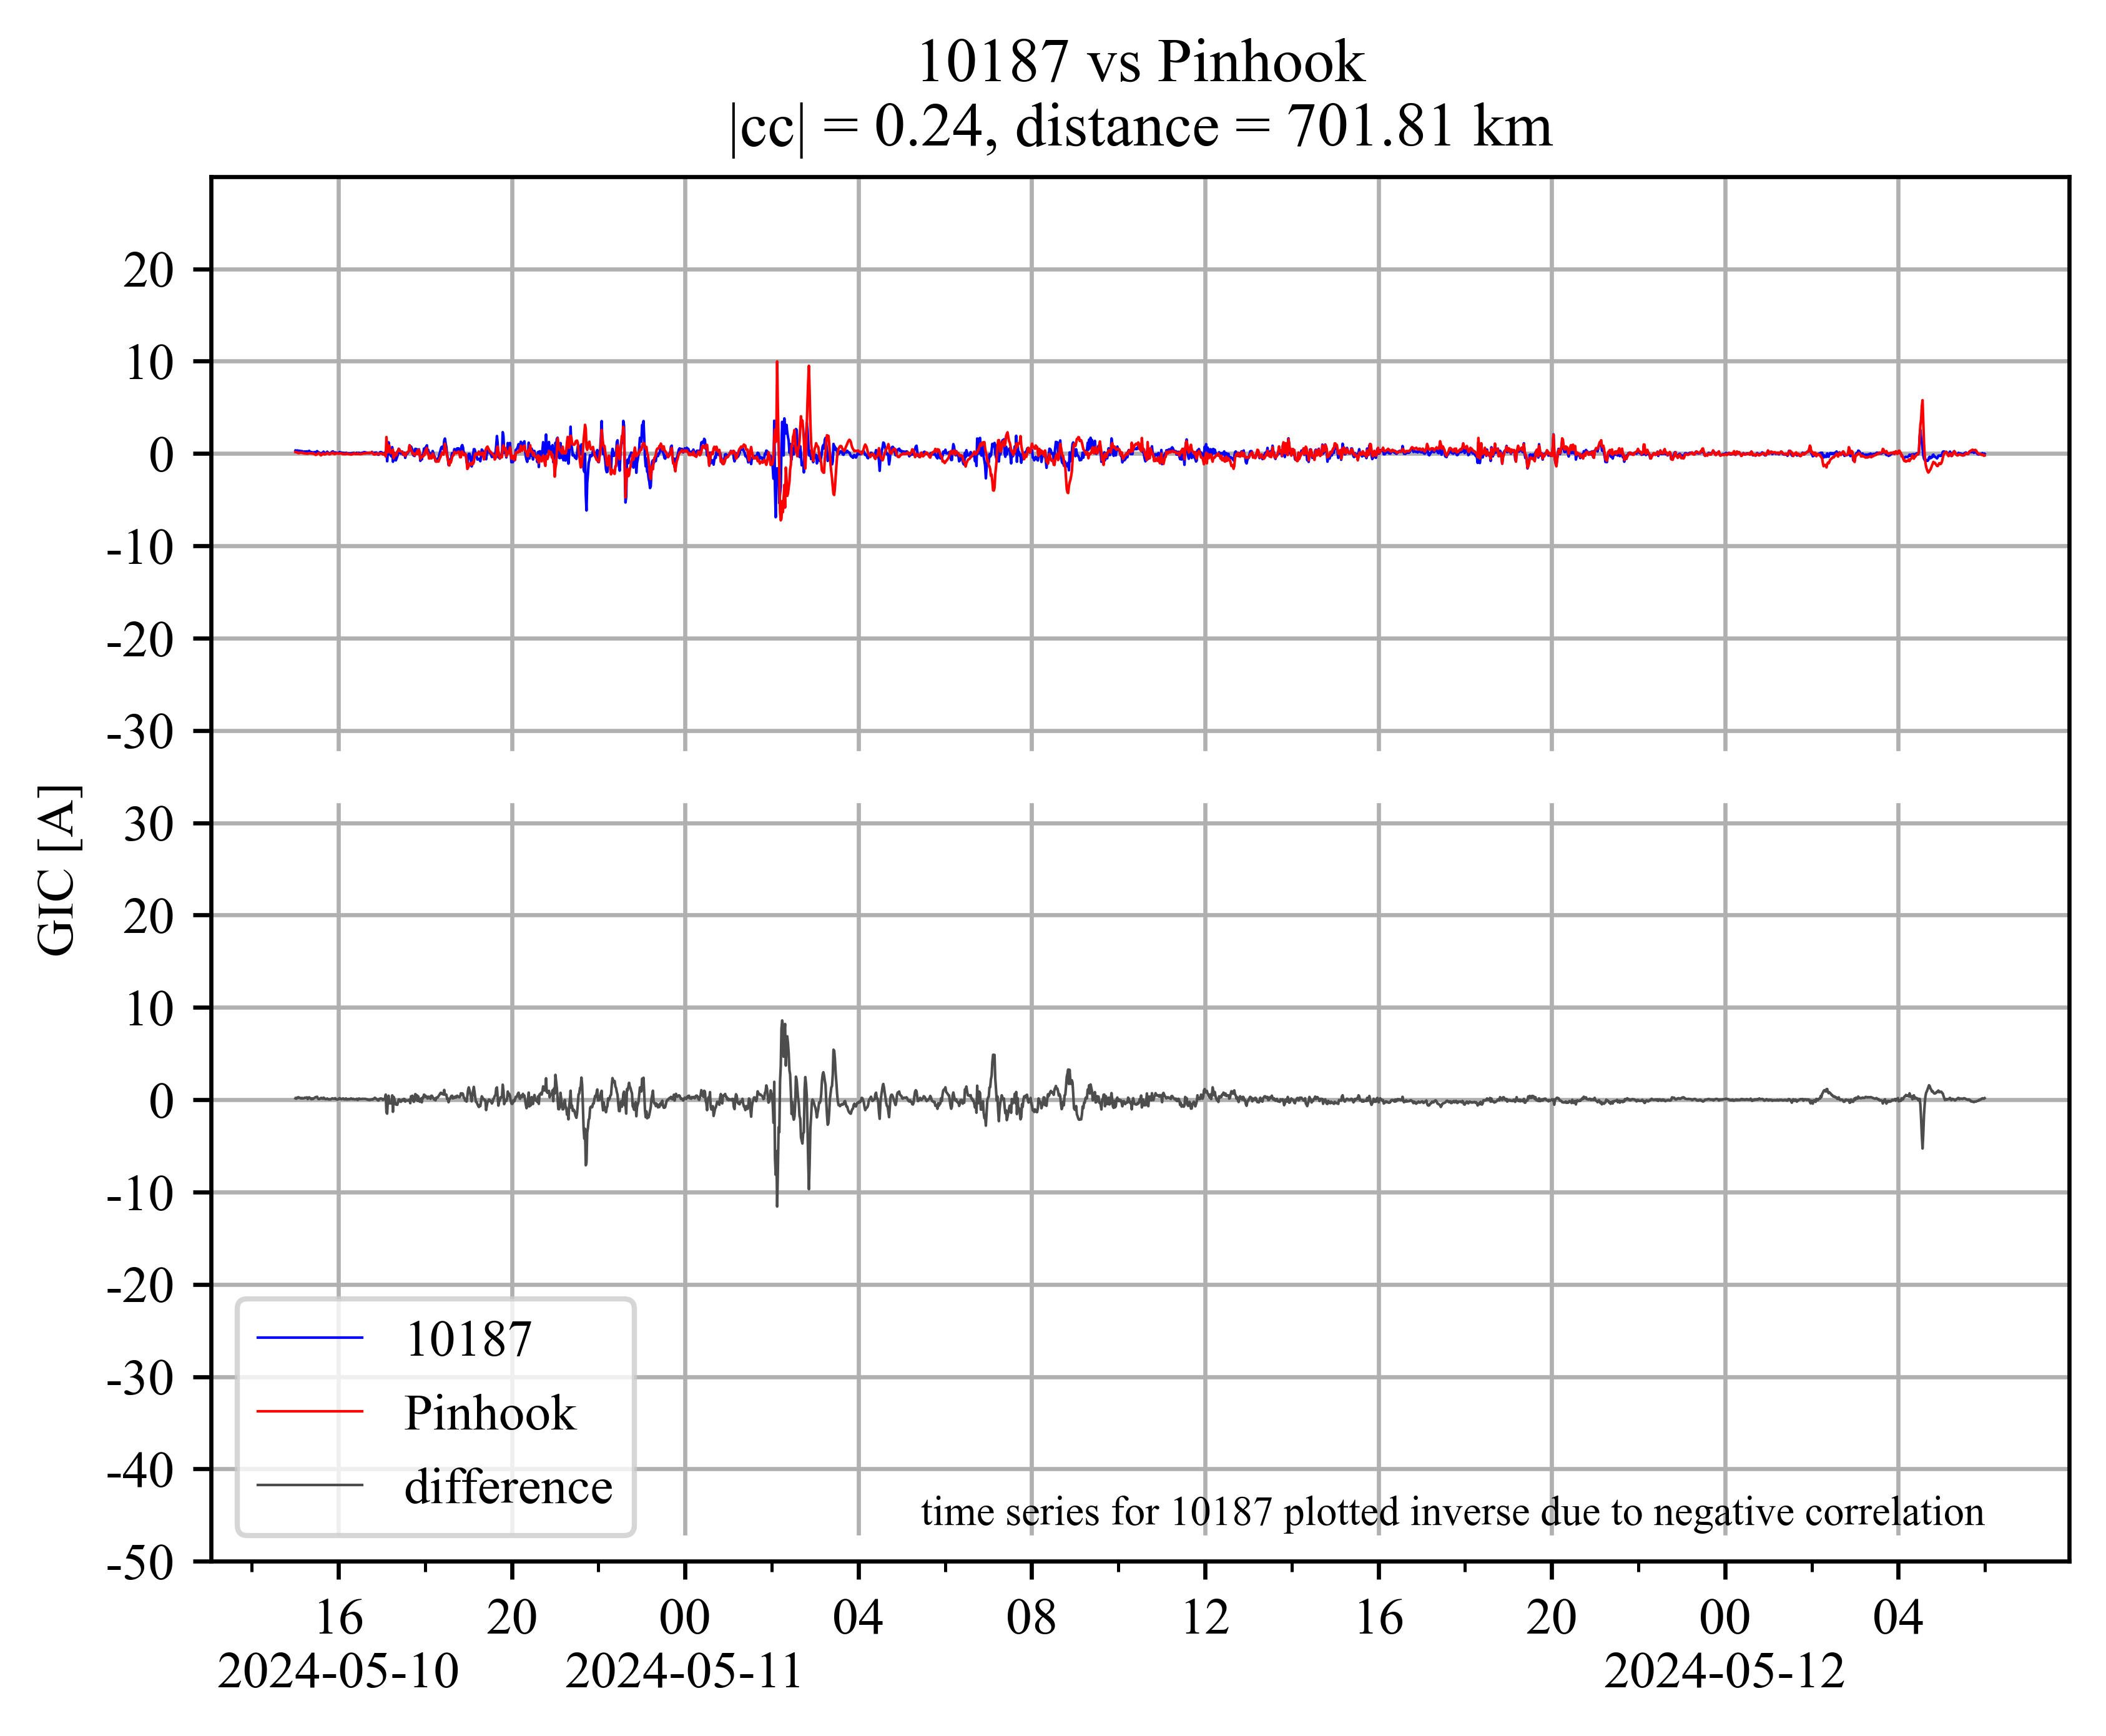 10187 vs Pinhook
|cc| = 0.24, distance = 701.81 km
GIC [A]
20
10
0
-10
-20
-30
30
20
10
0
-10
-20
-30
-40
-50
10187
Pinhook
difference
time series for 10187 plotted inverse due to negative correlation
16 20 00 04 08 12 16 20 00 04
2024-05-10 2024-05-11 2024-05-12